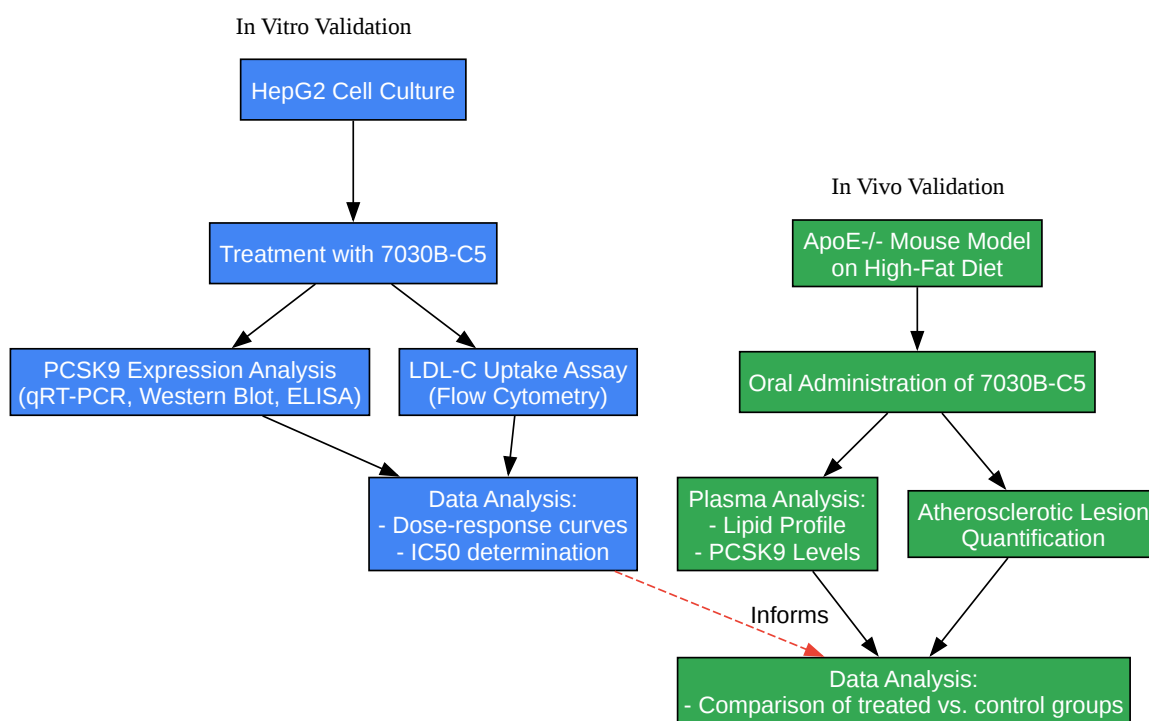 In Vitro Validation
HepG2 Cell Culture
Treatment with 7030B-C5
PCSK9 Expression Analysis
(qRT-PCR, Western Blot, ELISA)
LDL-C Uptake Assay
(Flow Cytometry)
Data Analysis:
- Dose-response curves
- IC50 determination
Informs
In Vivo Validation
ApoE-/- Mouse Model
on High-Fat Diet
Oral Administration of 7030B-C5
Plasma Analysis:
- Lipid Profile
- PCSK9 Levels
Atherosclerotic Lesion
Quantification
Data Analysis:
- Comparison of treated vs. control groups